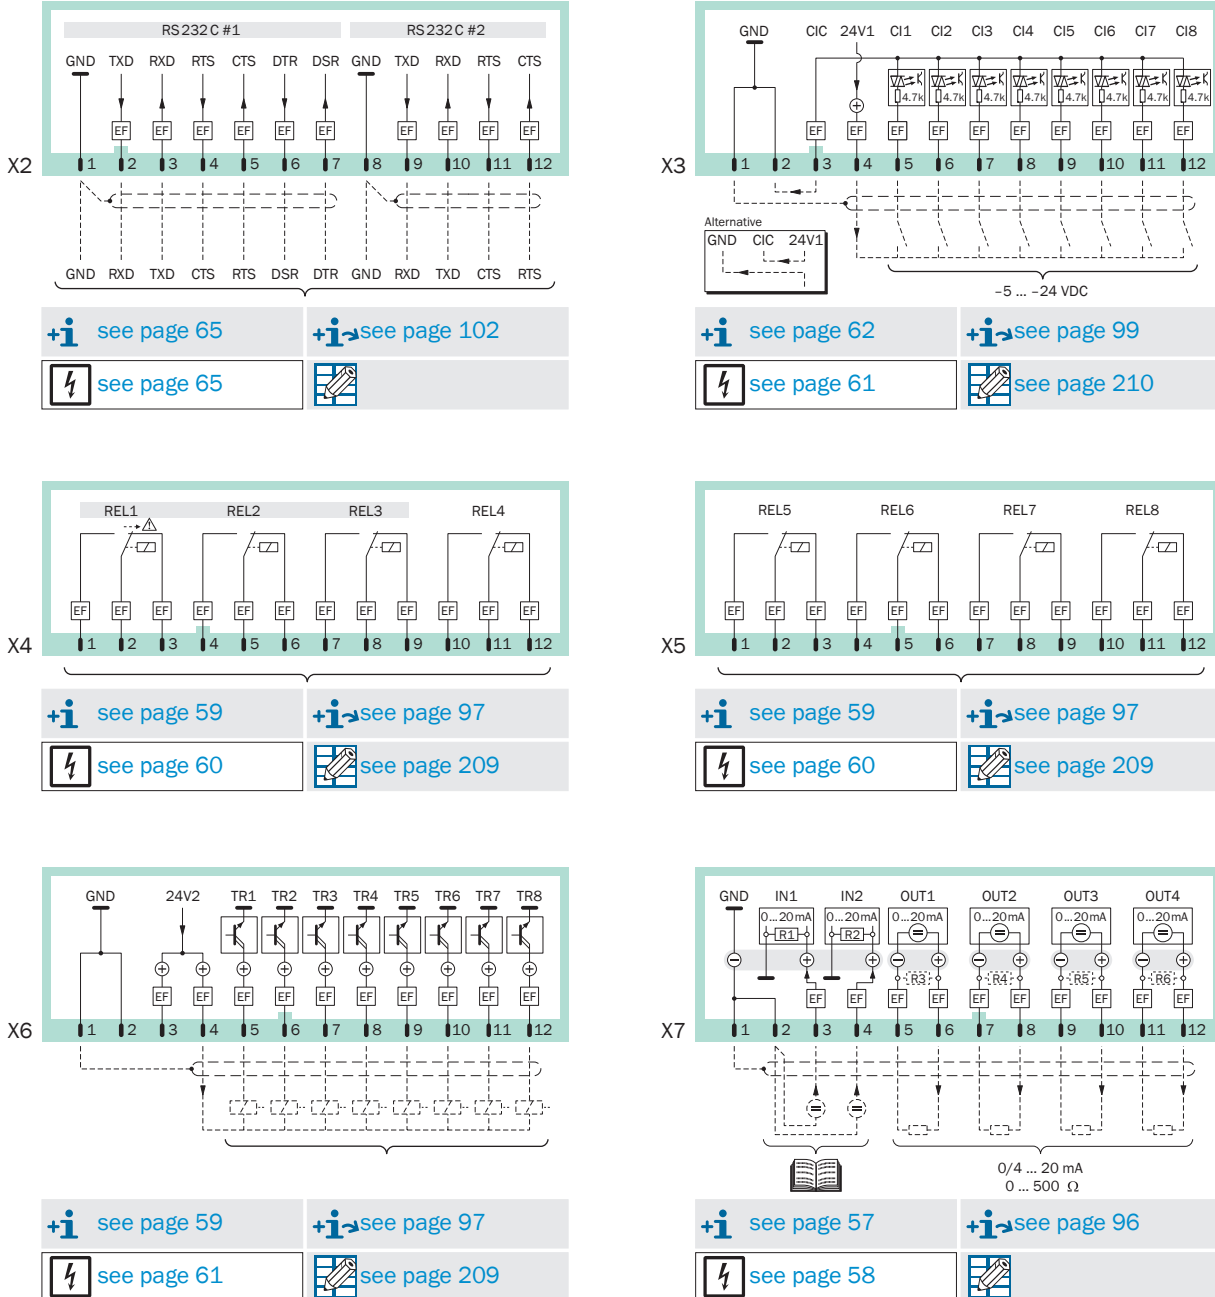 RS232C #1 RS232C #2
GND TXD RXD RTS CTS DTR DSR GND TXD RXD RTS CTS
EF EF EF EF EF EF EF EF EF EF
X2 1 2 3 4 5 6 7 8 9 10 11 12
GND RXD TXD CTS RTS DSR DTR GND RXD TXD CTS RTS
+i see page 65 +i see page 102
see page 65
GND CIC 24V1 CI1 CI2 CI3 CI4 CI5 CI6 CI7 CI8
4.7k 4.7k 4.7k 4.7k 4.7k 4.7k 4.7k 4.7k
+
EF EF EF EF EF EF EF EF EF EF
X3 1 2 3 4 5 6 7 8 9 10 11 12
Alternative
GND CIC 24V1
–5 ... –24 VDC
+i see page 62 +i see page 99
see page 61 see page 210
REL1 REL2 REL3 REL4
EF EF EF EF EF EF EF EF EF EF EF EF
X4 1 2 3 4 5 6 7 8 9 10 11 12
+i see page 59 +i see page 97
see page 60 see page 209
REL5 REL6 REL7 REL8
EF EF EF EF EF EF EF EF EF EF EF EF
X5 1 2 3 4 5 6 7 8 9 10 11 12
+i see page 59 +i see page 97
see page 60 see page 209
GND 24V2 TR1 TR2 TR3 TR4 TR5 TR6 TR7 TR8
+ + + + + + + + + +
EF EF EF EF EF EF EF EF EF EF
X6 1 2 3 4 5 6 7 8 9 10 11 12
+i see page 59 +i see page 97
see page 61 see page 209
GND IN1 IN2 OUT1 OUT2 OUT3 OUT4
0...20mA 0...20mA 0...20mA 0...20mA 0...20mA 0...20mA
R1 R2 = = = =
– + + – + – + – + – +
R3 R4 R5 R6
EF EF EF EF EF EF EF EF EF EF
X7 1 2 3 4 5 6 7 8 9 10 11 12
= =
0/4 ... 20 mA
0 ... 500 Ω
+i see page 57 +i see page 96
see page 58